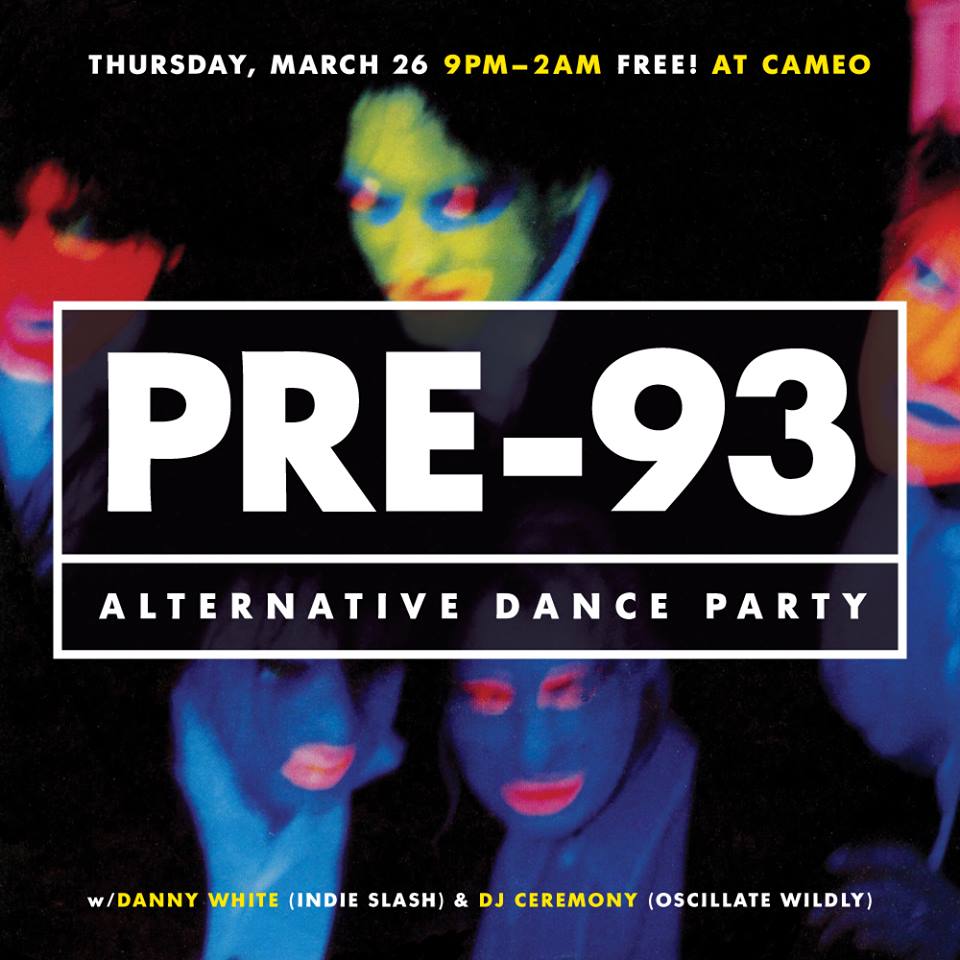 THURSDAY, MARCH 26 9PM–2AM FREE! AT CAMEO
PRE-93
ALTERNATIVE DANCE PARTY
w/DANNY WHITE (INDIE SLASH) & DJ CEREMONY (OSCILLATE WILDLY)